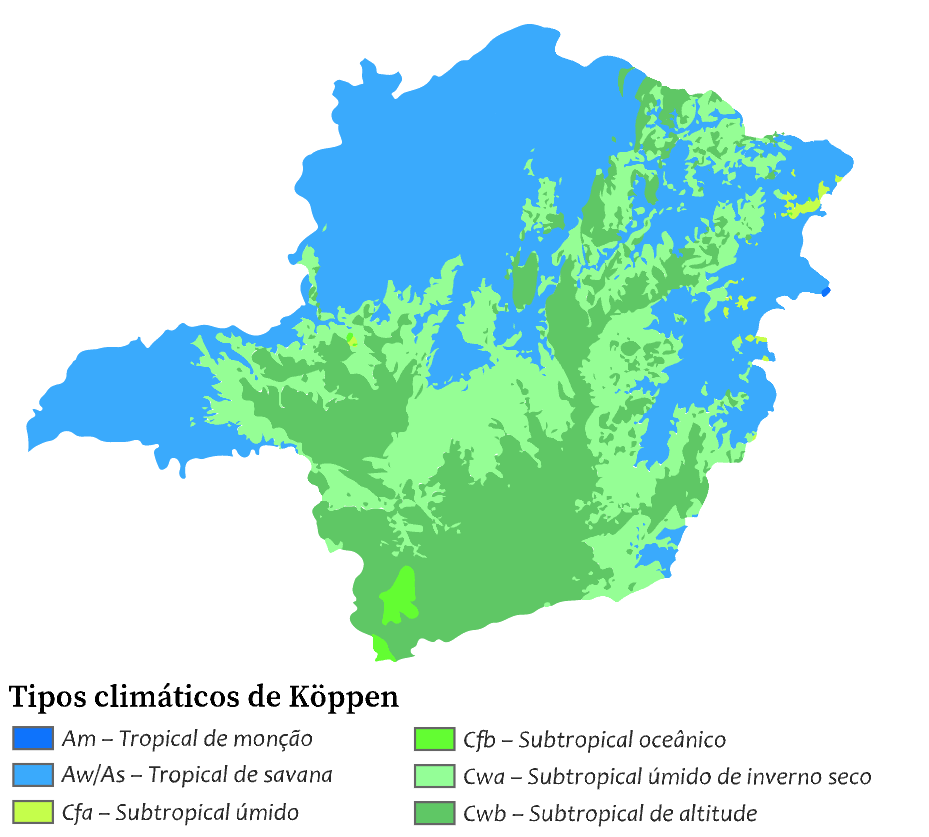 Tipos climáticos de Köppen
Am – Tropical de monção
Aw/As – Tropical de savana
Cfa – Subtropical úmido
Cfb – Subtropical oceânico
Cwa – Subtropical úmido de inverno seco
Cwb – Subtropical de altitude